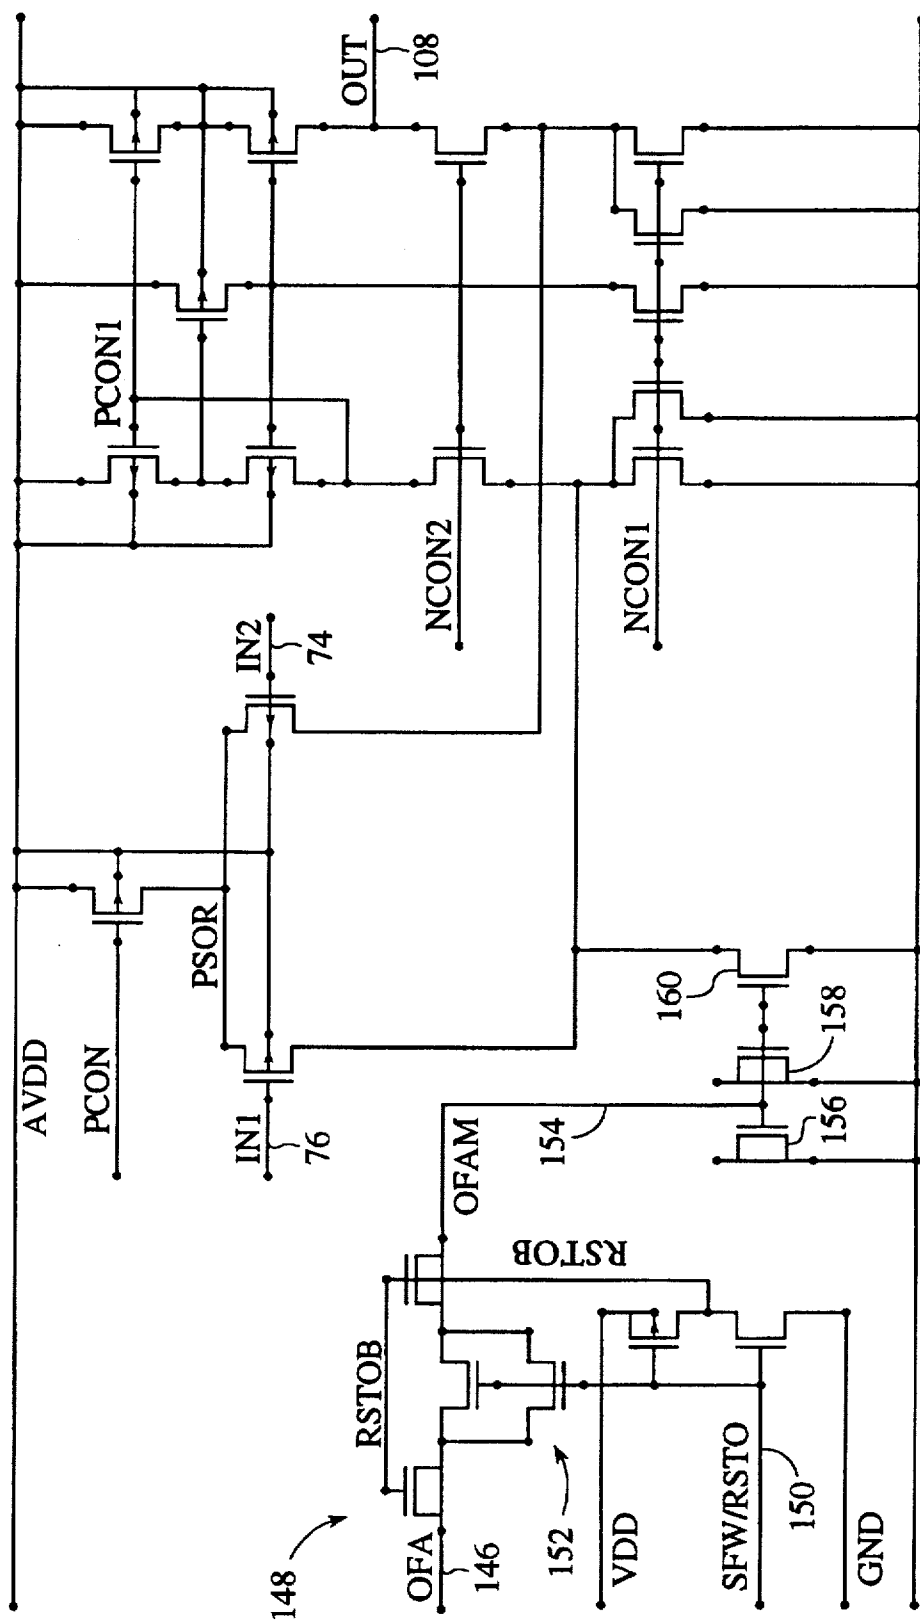 AVDD
PCON
PSOR
IN1
76
IN2
74
PCON1
OUT
108
NCON2
NCON1
148
OFA
146
RSTOB
152
OFAM
154
RSTOB
VDD
SFW/RSTO
150
GND
156
158
160